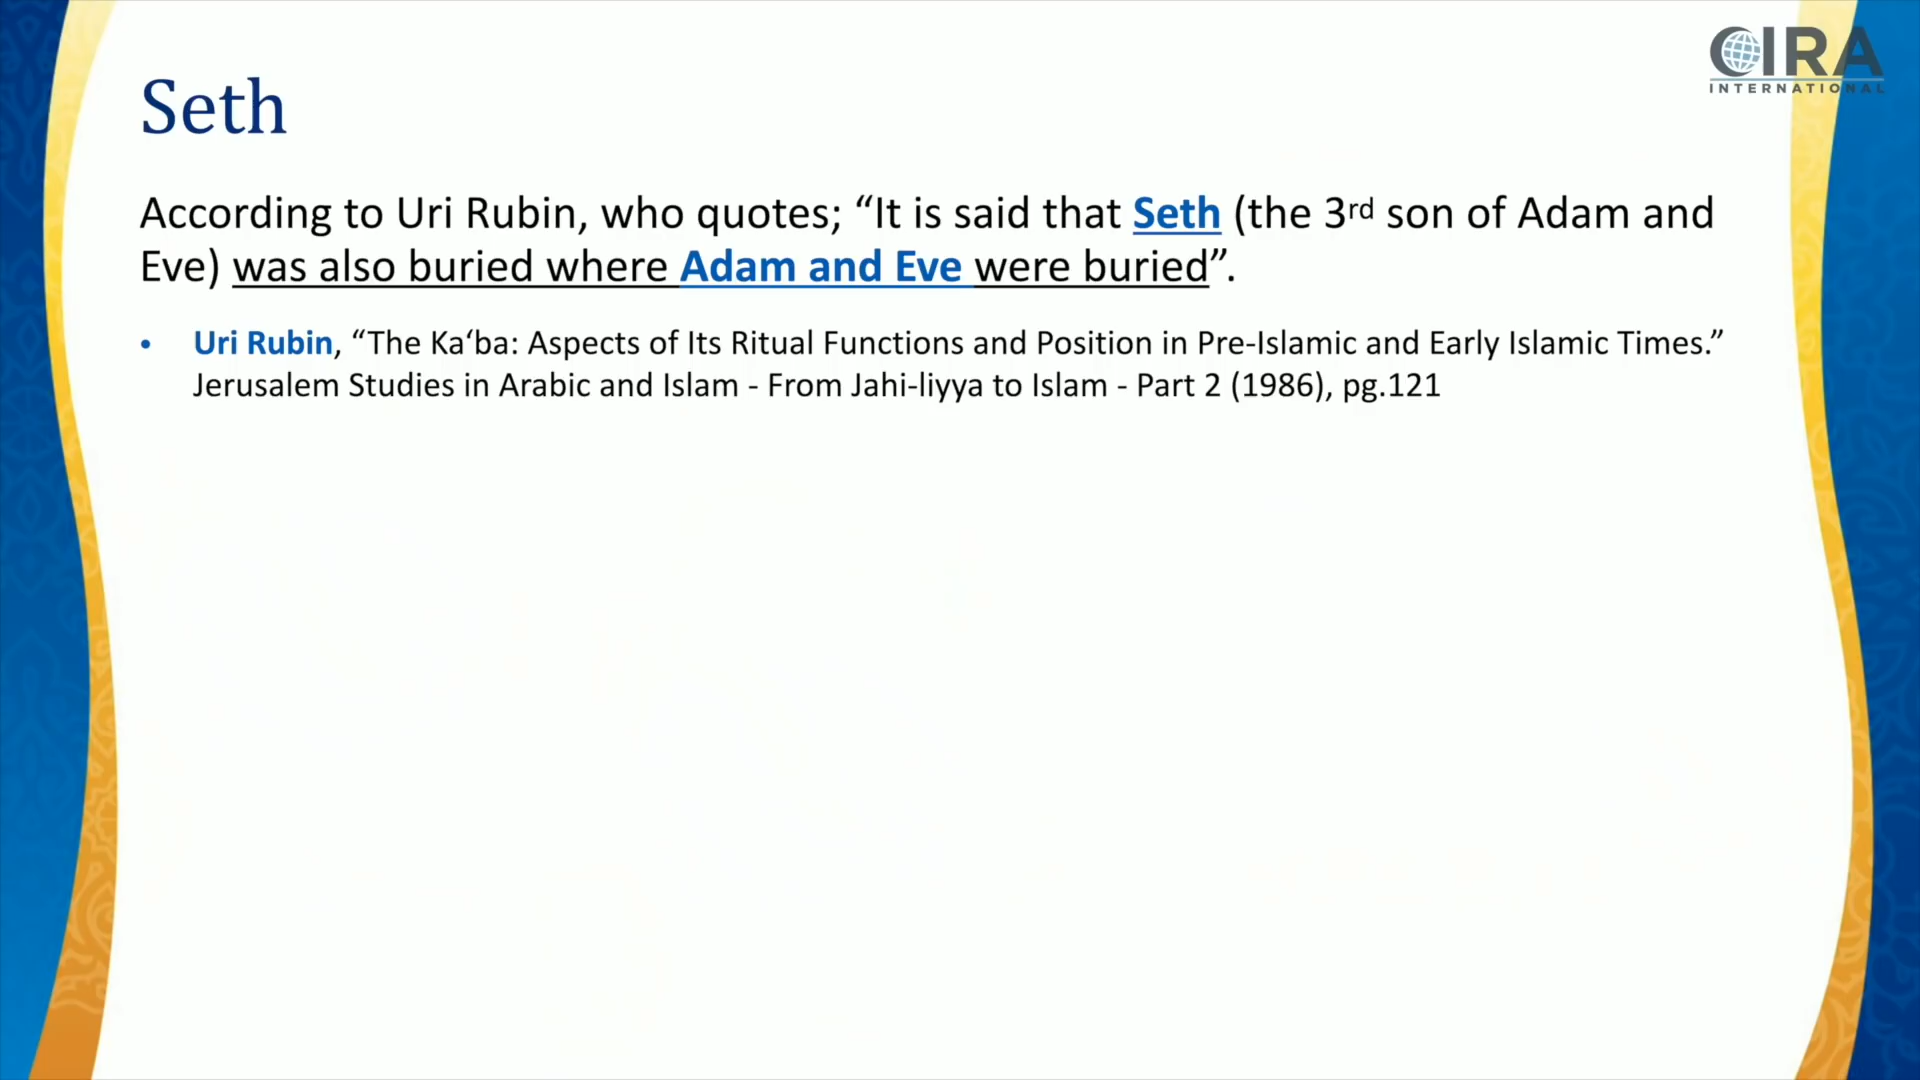 CIRA
INTERNATIONAL
Seth
According to Uri Rubin, who quotes; “It is said that Seth (the 3rd son of Adam and
Eve) was also buried where Adam and Eve were buried”.
• Uri Rubin, “The Ka‘ba: Aspects of Its Ritual Functions and Position in Pre-Islamic and Early Islamic Times.”
Jerusalem Studies in Arabic and Islam - From Jahi-liyya to Islam - Part 2 (1986), pg.121